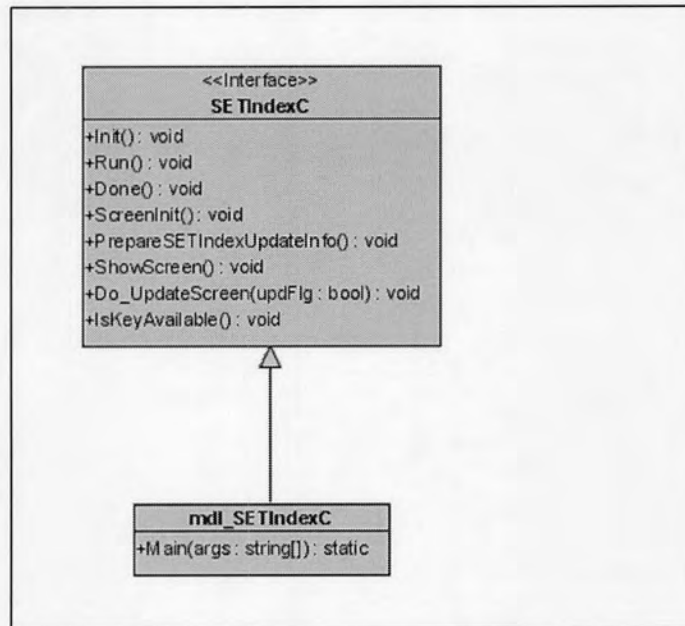 <<Interface>>
SETIndexC
+Init() : void
+Run() : void
+Done() : void
+ScreenInit() : void
+PrepareSETIndexUpdateInfo() : void
+ShowScreen() : void
+Do_UpdateScreen(updFlg : bool) : void
+IsKeyAvailable() : void
mdl_SETIndexC
+Main(args : string[]) : static